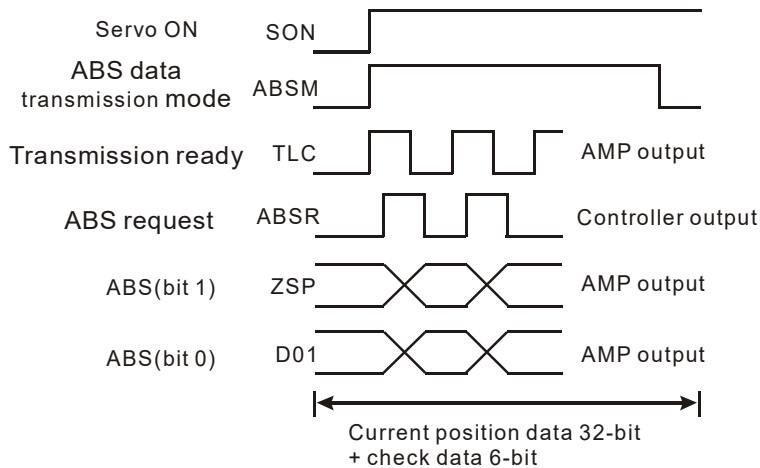 Servo ON SON
ABS data
transmission mode ABSM
Transmission ready TLC AMP output
ABS request ABSR Controller output
ABS(bit 1) ZSP AMP output
ABS(bit 0) D01 AMP output
Current position data 32-bit
+ check data 6-bit